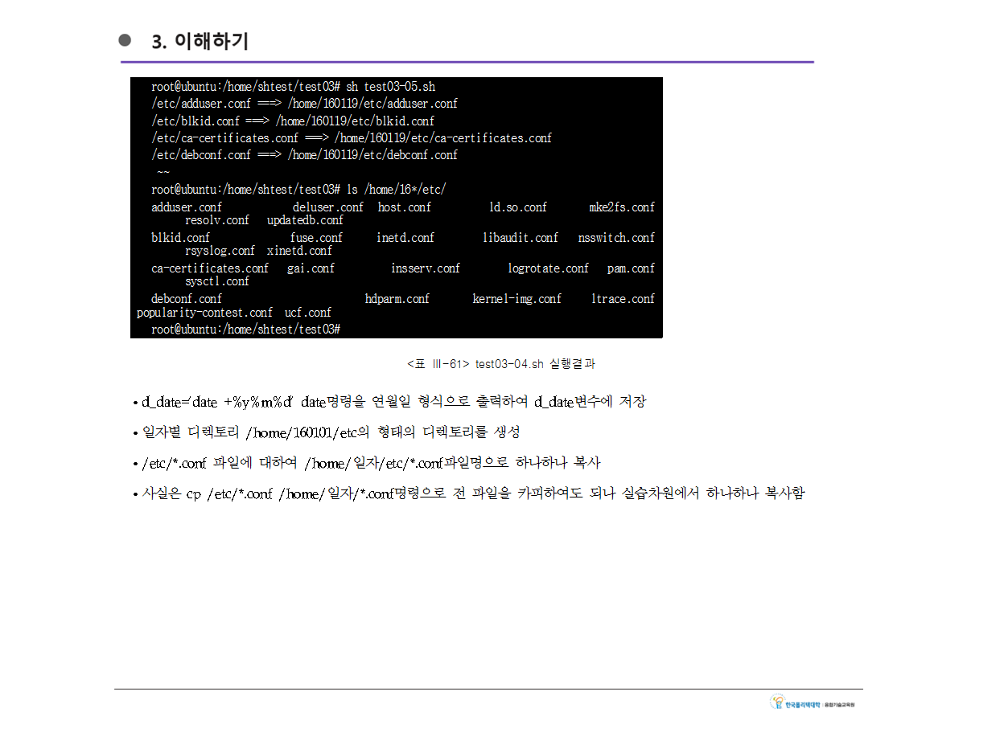 ● 3. 이해하기
root@ubuntu:/home/shtest/test03# sh test03-05.sh
/etc/adduser.conf ===> /home/160119/etc/adduser.conf
/etc/blkid.conf ===> /home/160119/etc/blkid.conf
/etc/ca-certificates.conf ===> /home/160119/etc/ca-certificates.conf
/etc/debconf.conf ===> /home/160119/etc/debconf.conf
~~
root@ubuntu:/home/shtest/test03# ls /home/16*/etc/
adduser.conf deluser.conf host.conf ld.so.conf mke2fs.conf
resolv.conf updatedb.conf
blkid.conf fuse.conf inetd.conf libaudit.conf nsswitch.conf
rsyslog.conf xinetd.conf
ca-certificates.conf gai.conf insserv.conf logrotate.conf pam.conf
sysctl.conf
debconf.conf hdparm.conf kernel-img.conf ltrace.conf
popularity-contest.conf ucf.conf
root@ubuntu:/home/shtest/test03#
<표 Ⅲ-61> test03-04.sh 실행결과
• d_date='date +%y%m%d' date명령을 연월일 형식으로 출력하여 d_date변수에 저장
• 일자별 디렉토리 /home/160101/etc의 형태의 디렉토리를 생성
• /etc/*.conf 파일에 대하여 /home/일자/etc/*.conf파일명으로 하나하나 복사
• 사실은 cp /etc/*.conf /home/일자/*.conf명령으로 전 파일을 카피하여도 되나 실습차원에서 하나하나 복사함
한국폴리텍대학 융합기술교육원